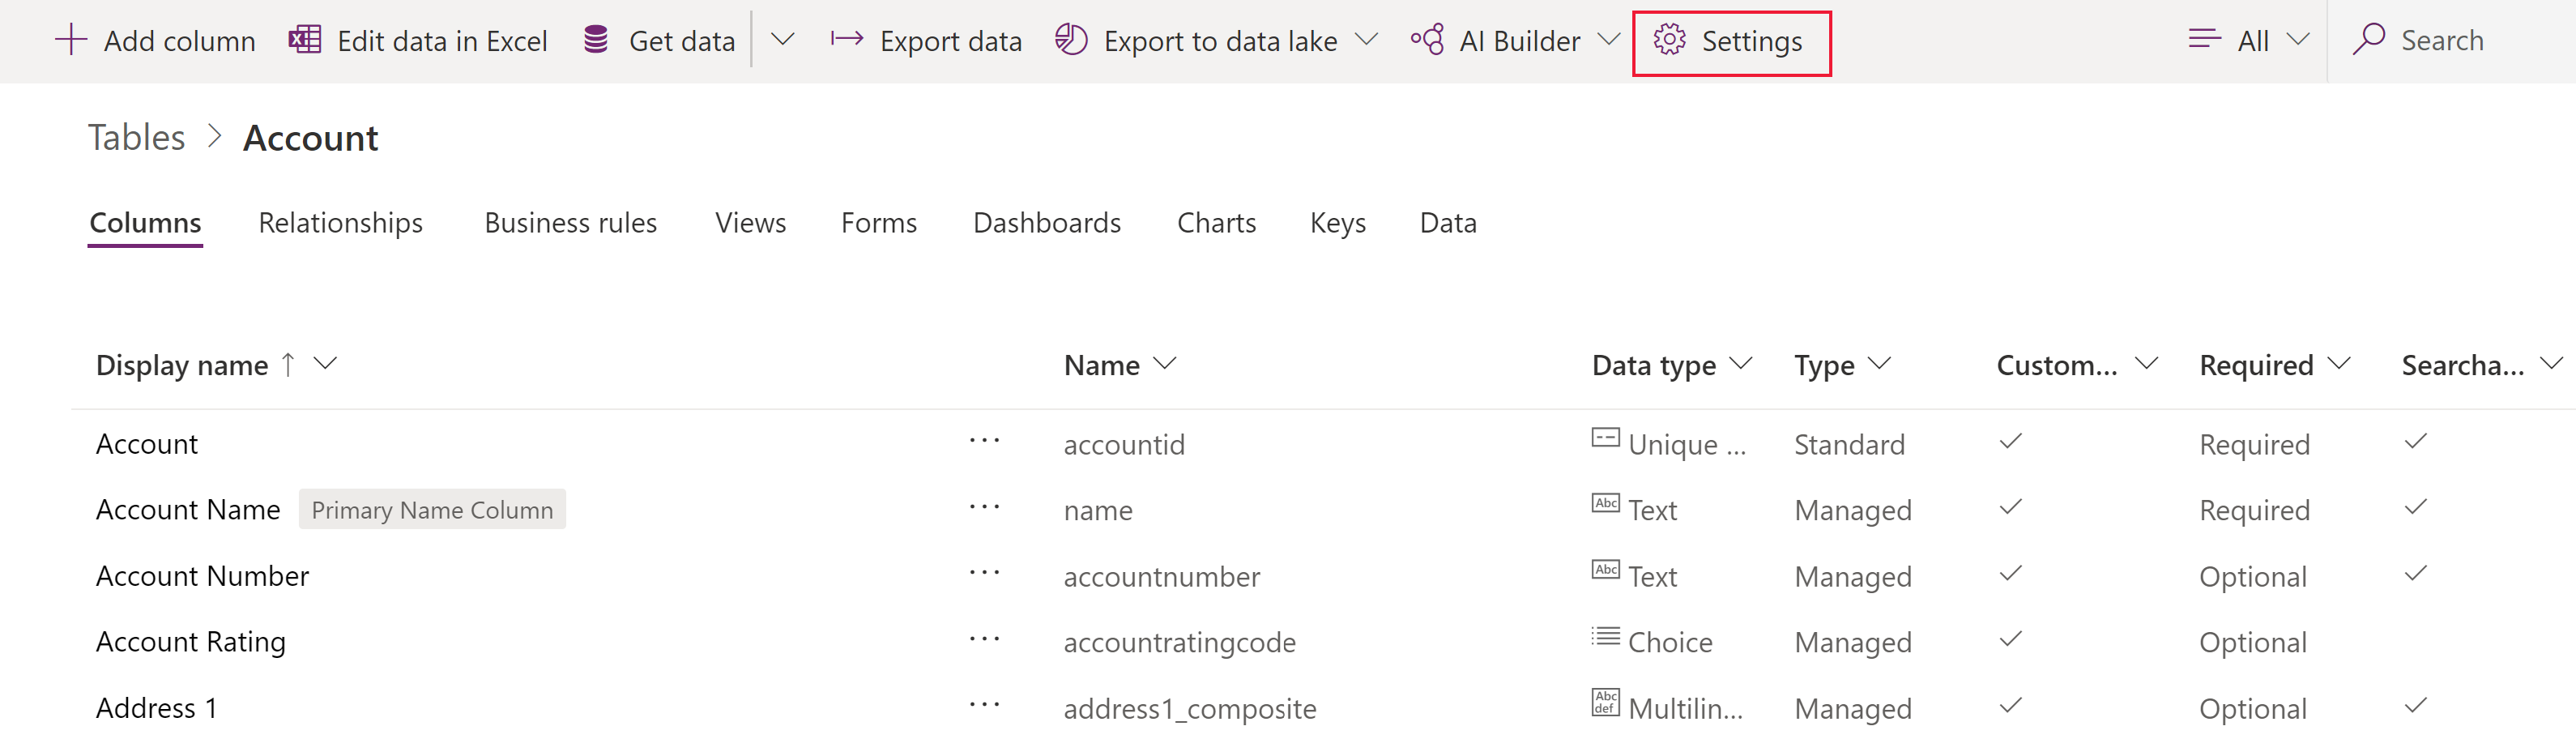 Add column Edit data in Excel Get data Export data Export to data lake AI Builder Settings All Search
Tables > Account
Columns Relationships Business rules Views Forms Dashboards Charts Keys Data
Display name ↑ Name Data type Type Custom... Required Searcha...
Account ... accountid Unique ... Standard Required
Account Name Primary Name Column ... name Abc Text Managed Required
Account Number ... accountnumber Abc Text Managed Optional
Account Rating ... accountratingcode Choice Managed Optional
Address 1 ... address1_composite Abc def Multilin... Managed Optional